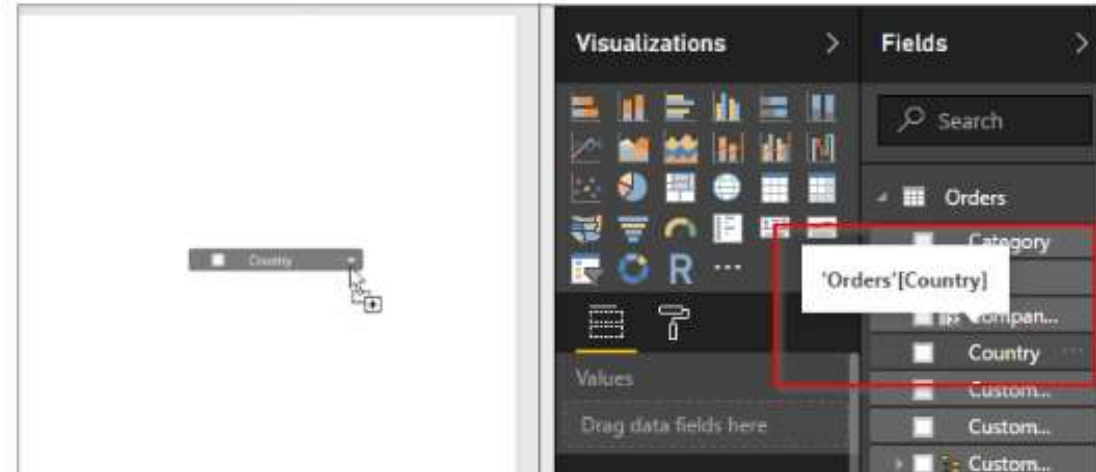 Visualizations
Fields
Search
Orders
Category
'Orders'[Country]
Compan...
Country
Country
Custom...
Custom...
Custom...
Values
Drag data fields here
R